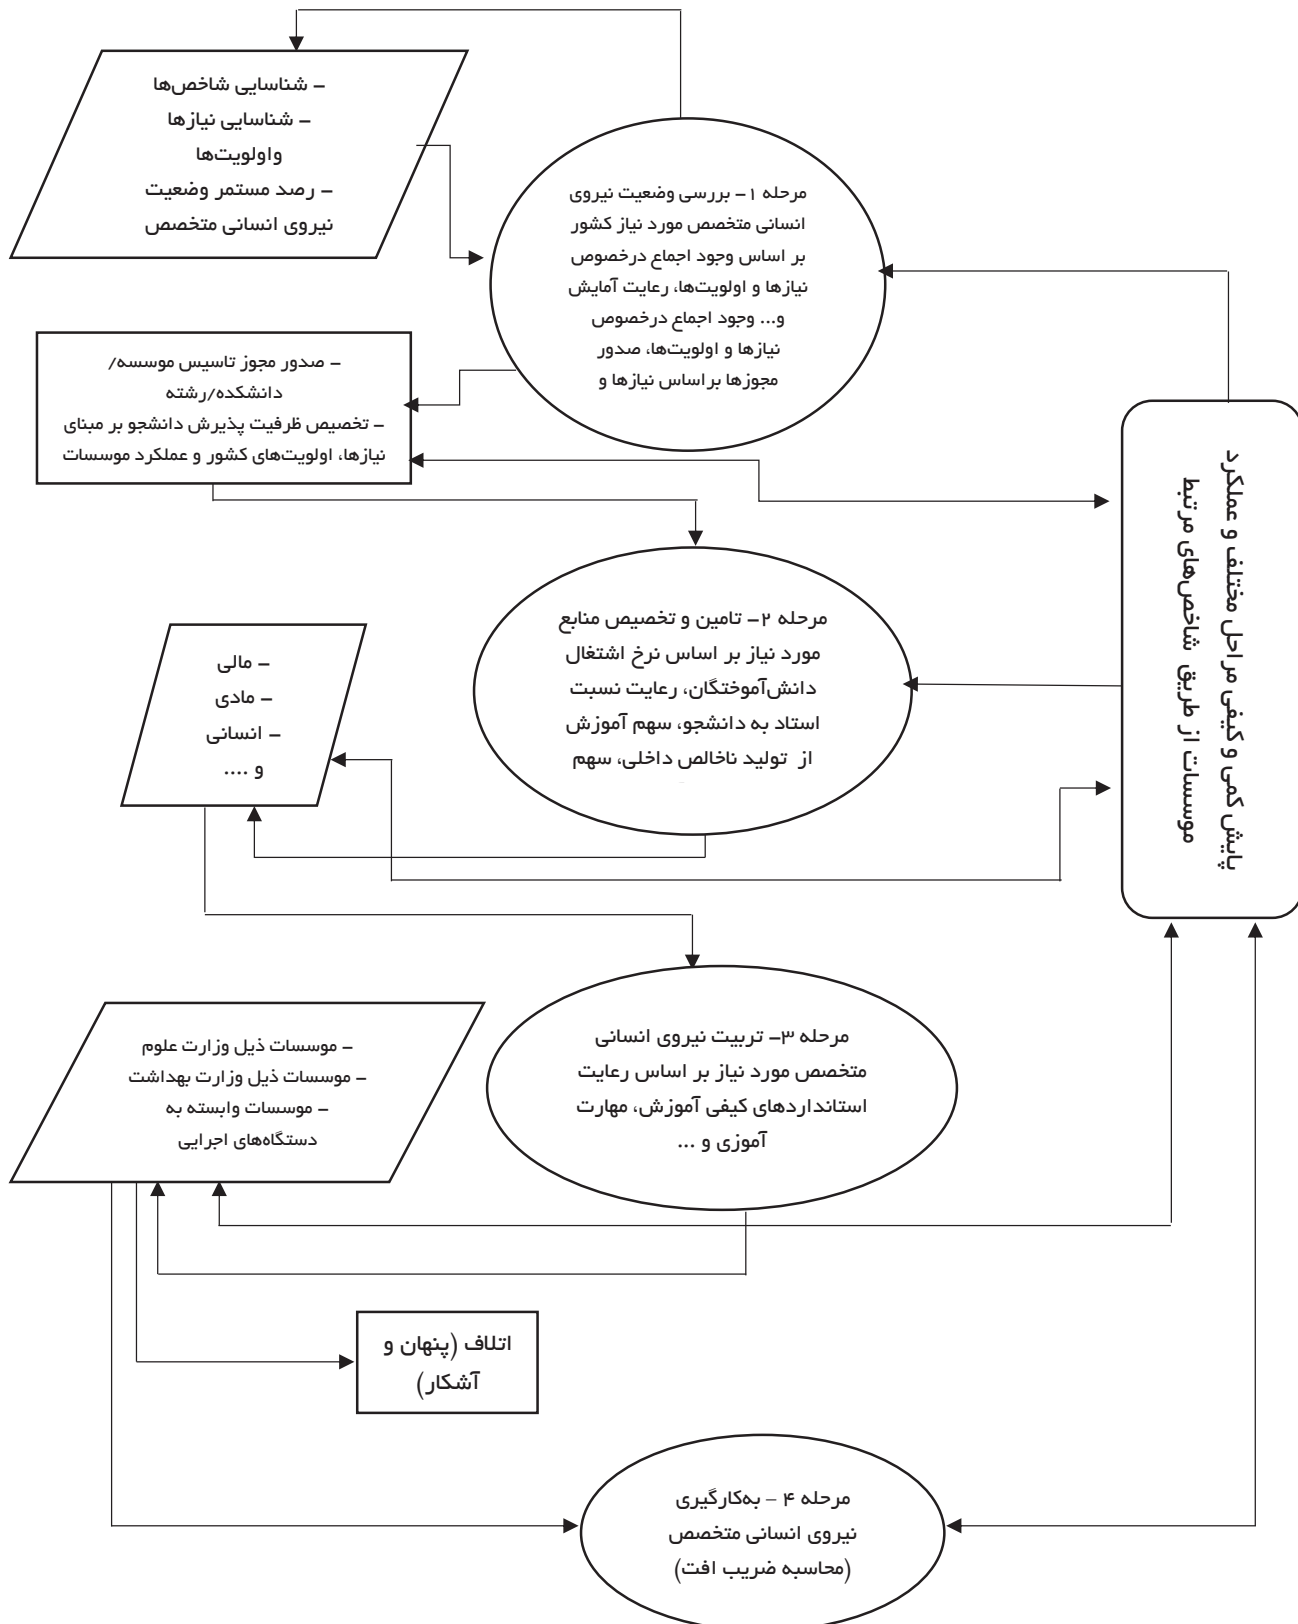 - شناسایی شاخص‌ها
- شناسایی نیازها
واولویت‌ها
- رصد مستمر وضعیت
نیروی انسانی متخصص
مرحله ۱- بررسی وضعیت نیروی
انسانی متخصص مورد نیاز کشور
بر اساس وجود اجماع درخصوص
نیازها و اولویت‌ها، رعایت آمایش
و... وجود اجماع درخصوص
نیازها و اولویت‌ها، صدور
مجوزها براساس نیازها و
- صدور مجوز تاسیس موسسه/
دانشکده/رشته
- تخصیص ظرفیت پذیرش دانشجو بر مبنای
نیازها، اولویت‌های کشور و عملکرد موسسات
پایش کمی و کیفی مراحل مختلف و عملکرد
موسسات از طریق شاخص‌های مرتبط
مرحله ۲- تامین و تخصیص منابع
مورد نیاز بر اساس نرخ اشتغال
دانش‌آموختگان، رعایت نسبت
استاد به دانشجو، سهم آموزش
از تولید ناخالص داخلی، سهم
- مالی
- مادی
- انسانی
و ....
مرحله ۳- تربیت نیروی انسانی
متخصص مورد نیاز بر اساس رعایت
استانداردهای کیفی آموزش، مهارت
آموزی و ...
- موسسات ذیل وزارت علوم
- موسسات ذیل وزارت بهداشت
- موسسات وابسته به
دستگاه‌های اجرایی
اتلاف (پنهان و
آشکار)
مرحله ۴ – به‌کارگیری
نیروی انسانی متخصص
(محاسبه ضریب افت)